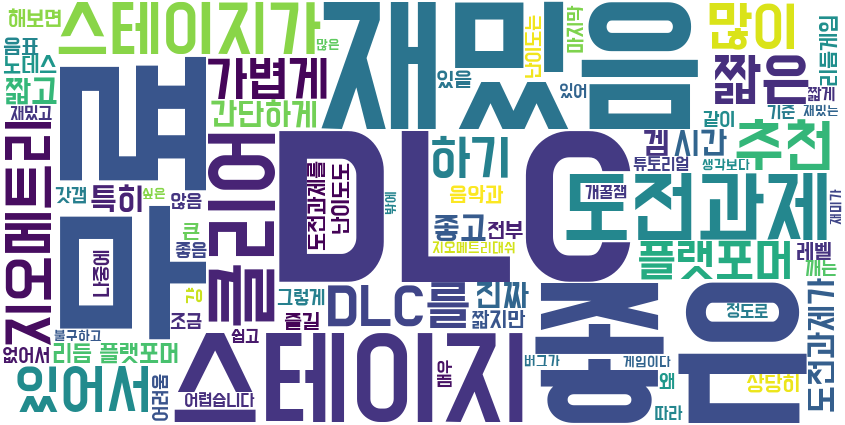 해보면
스테이지가
많은
재밌음
난이도는
마지막
많이
리듬게임
음표
노데스
짧고
가볍게
간단하게
있을
있어
짧은
짧게
재밌고
같이
기준
재밌는
지오메트리
클리어
하기
겜
시간
추천
튜토리얼
생각보다
갓겜
특히
싶은
않음
도전과제를
난이도도
밖에
음악과
개꿀잼
DLC
도전과제
재미가
큰
좋음
좋고
전부
지오메트리대쉬
플랫포머
레벨
깨는
나중에
그냥
조금
그렇게
즐길
DLC를
진짜
짧지만
정도로
도전과제가
불구하고
쉽고
없어서
리듬 플랫포머
있어서
어려움
어렵습니다
스테이지
버그가
게임이다
좋은
왜
따라
상당히